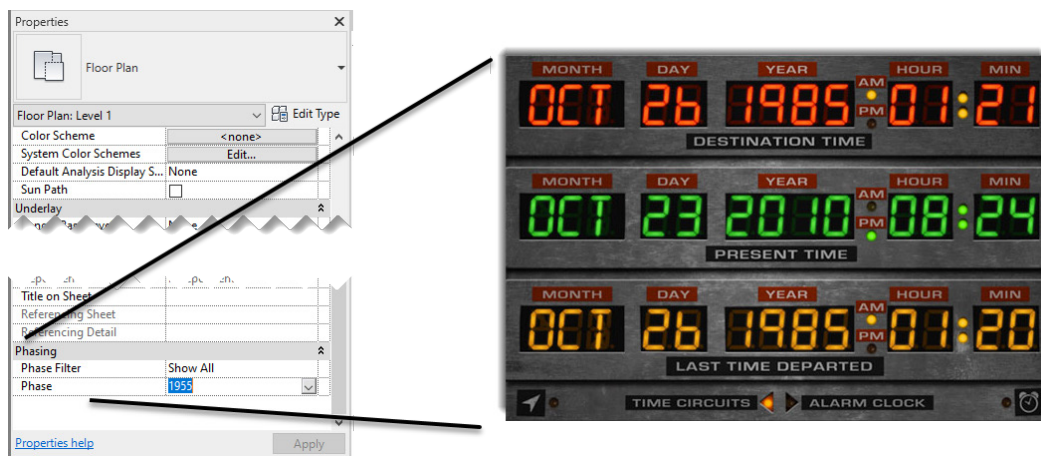 Properties
Floor Plan
Floor Plan: Level 1
Edit Type
Color Scheme <none>
System Color Schemes Edit...
Default Analysis Display S... None
Sun Path
Underlay
Title on Sheet
Referencing Sheet
Referencing Detail
Phasing
Phase Filter Show All
Phase 1955
Properties help Apply
MONTH DAY YEAR AM HOUR MIN
OCT 26 1985 PM 01:21
DESTINATION TIME
MONTH DAY YEAR AM HOUR MIN
OCT 23 2010 PM 08:24
PRESENT TIME
MONTH DAY YEAR AM HOUR MIN
OCT 26 1985 PM 01:20
LAST TIME DEPARTED
TIME CIRCUITS ALARM CLOCK